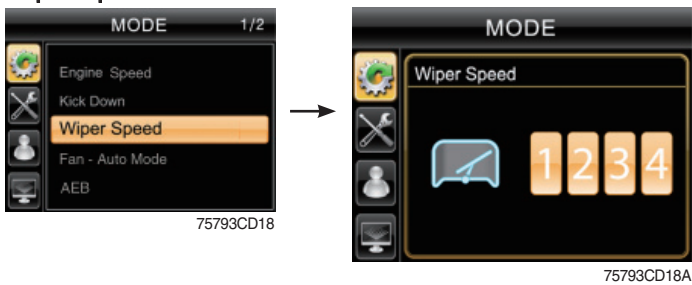 MODE 1/2
Engine Speed
Kick Down
Wiper Speed
Fan - Auto Mode
AEB
75793CD18
MODE
Wiper Speed
1 2 3 4
75793CD18A